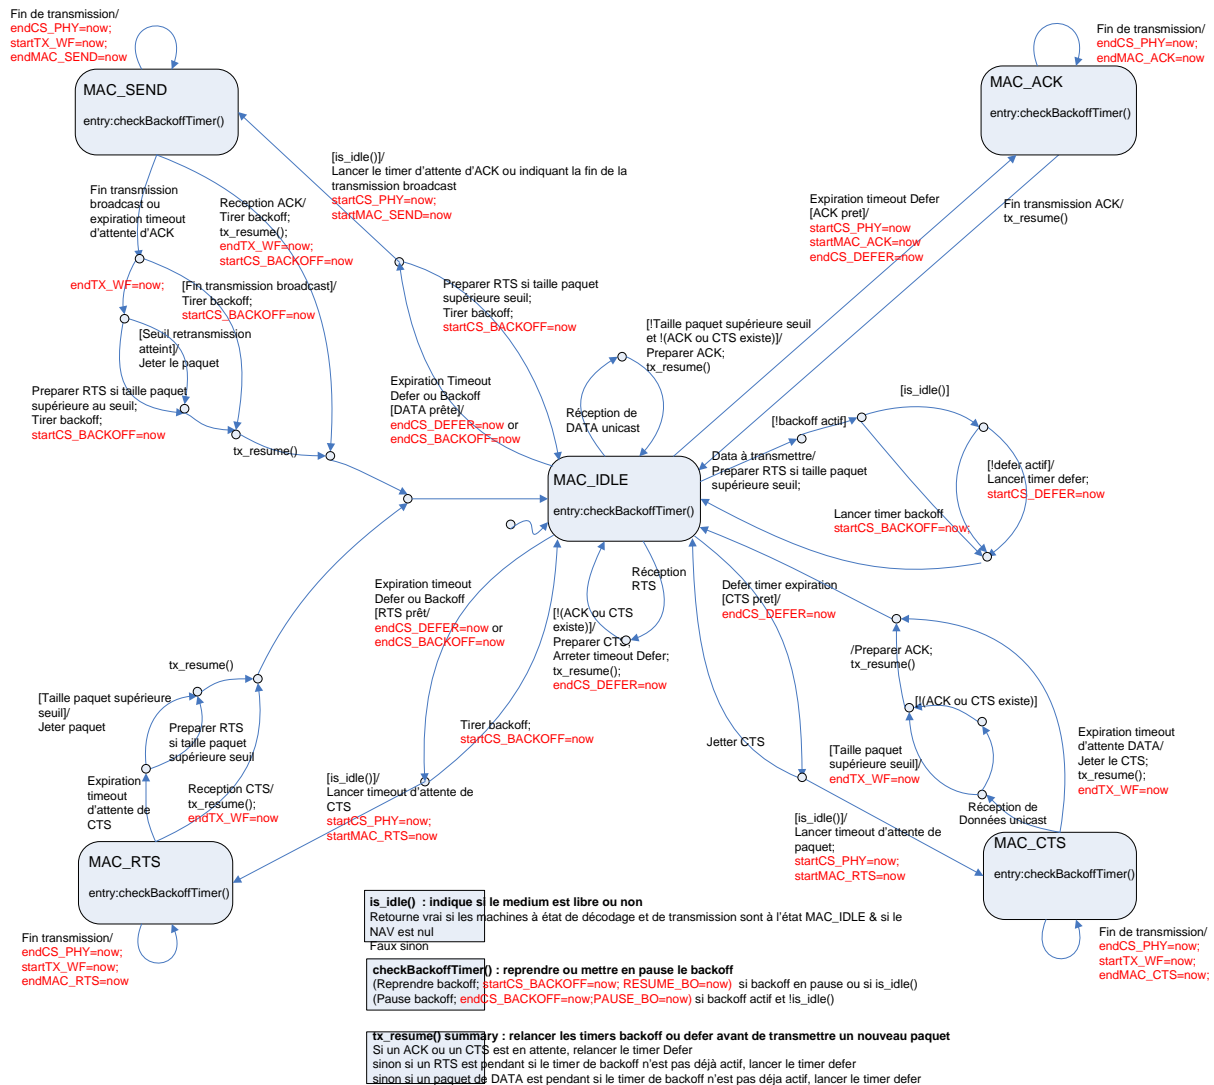 Fin de transmission/
endCS_PHY=now;
startTX_WF=now;
endMAC_SEND=now
MAC_SEND
entry:checkBackoffTimer()
Fin de transmission/
endCS_PHY=now;
endMAC_ACK=now
MAC_ACK
entry:checkBackoffTimer()
[is_idle()]/
Lancer le timer d'attente d'ACK ou indiquant la fin de la
transmission broadcast
startCS_PHY=now;
startMAC_SEND=now
Fin transmission
broadcast ou
expiration timeout
d'attente d'ACK
Reception ACK/
Tirer backoff;
tx_resume();
endTX_WF=now;
startCS_BACKOFF=now
Expiration timeout Defer
[ACK pret]/
startCS_PHY=now
startMAC_ACK=now
endCS_DEFER=now
Fin transmission ACK/
tx_resume()
endTX_WF=now;
[Fin transmission broadcast]/
Tirer backoff;
startCS_BACKOFF=now
Preparer RTS si taille paquet
supérieure seuil;
Tirer backoff;
startCS_BACKOFF=now
[Seuil retransmission
atteint]/
Jeter le paquet
[!Taille paquet supérieure seuil
et !(ACK ou CTS existe)]/
Preparer ACK;
tx_resume()
Preparer RTS si taille paquet
supérieure au seuil;
Tirer backoff;
startCS_BACKOFF=now
Expiration Timeout
Defer ou Backoff
[DATA prête]/
endCS_DEFER=now or
endCS_BACKOFF=now
Réception de
DATA unicast
[is_idle()]
[!backoff actif]
tx_resume()
Data à transmettre/
Preparer RTS si taille paquet
supérieure seuil;
[!defer actif]/
Lancer timer defer;
startCS_DEFER=now
MAC_IDLE
entry:checkBackoffTimer()
Lancer timer backoff
startCS_BACKOFF=now;
Expiration timeout
Defer ou Backoff
[RTS prêt/
endCS_DEFER=now or
endCS_BACKOFF=now
Réception
RTS
[!(ACK ou CTS
existe)]/
Preparer CTS;
Arreter timeout Defer;
tx_resume();
endCS_DEFER=now
Defer timer expiration
[CTS pret]/
endCS_DEFER=now
/Preparer ACK;
tx_resume()
tx_resume()
[Taille paquet supérieure
seuil]/
Jeter paquet
Preparer RTS
si taille paquet
supérieure seuil
[!(ACK ou CTS existe)]
Tirer backoff;
startCS_BACKOFF=now
Jetter CTS
[Taille paquet
supérieur seuil]/
endTX_WF=now
Expiration timeout
d'attente DATA/
Jeter le CTS;
tx_resume();
endTX_WF=now
Expiration
timeout
d'attente de
CTS
Reception CTS/
tx_resume();
endTX_WF=now
[is_idle()]/
Lancer timeout d'attente de
CTS
startCS_PHY=now;
startMAC_RTS=now
Réception de
Données unicast
[is_idle()]/
Lancer timeout d'attente de
paquet;
startCS_PHY=now;
startMAC_RTS=now
MAC_RTS
entry:checkBackoffTimer()
MAC_CTS
entry:checkBackoffTimer()
Fin transmission/
endCS_PHY=now;
startTX_WF=now;
endMAC_RTS=now
Fin de transmission/
endCS_PHY=now;
startTX_WF=now;
endMAC_CTS=now;
is_idle() : indique si le medium est libre ou non
Retourne vrai si les machines à état de décodage et de transmission sont à l'état MAC_IDLE & si le
NAV est nul
Faux sinon
checkBackoffTimer() : reprendre ou mettre en pause le backoff
(Reprendre backoff; startCS_BACKOFF=now; RESUME_BO=now) si backoff en pause ou si is_idle()
(Pause backoff; endCS_BACKOFF=now;PAUSE_BO=now) si backoff actif et !is_idle()
tx_resume() summary : relancer les timers backoff ou defer avant de transmettre un nouveau paquet
Si un ACK ou un CTS est en attente, relancer le timer Defer
sinon si un RTS est pendant si le timer de backoff n'est pas déjà actif, lancer le timer defer
sinon si un paquet de DATA est pendant si le timer de backoff n'est pas déja actif, lancer le timer defer